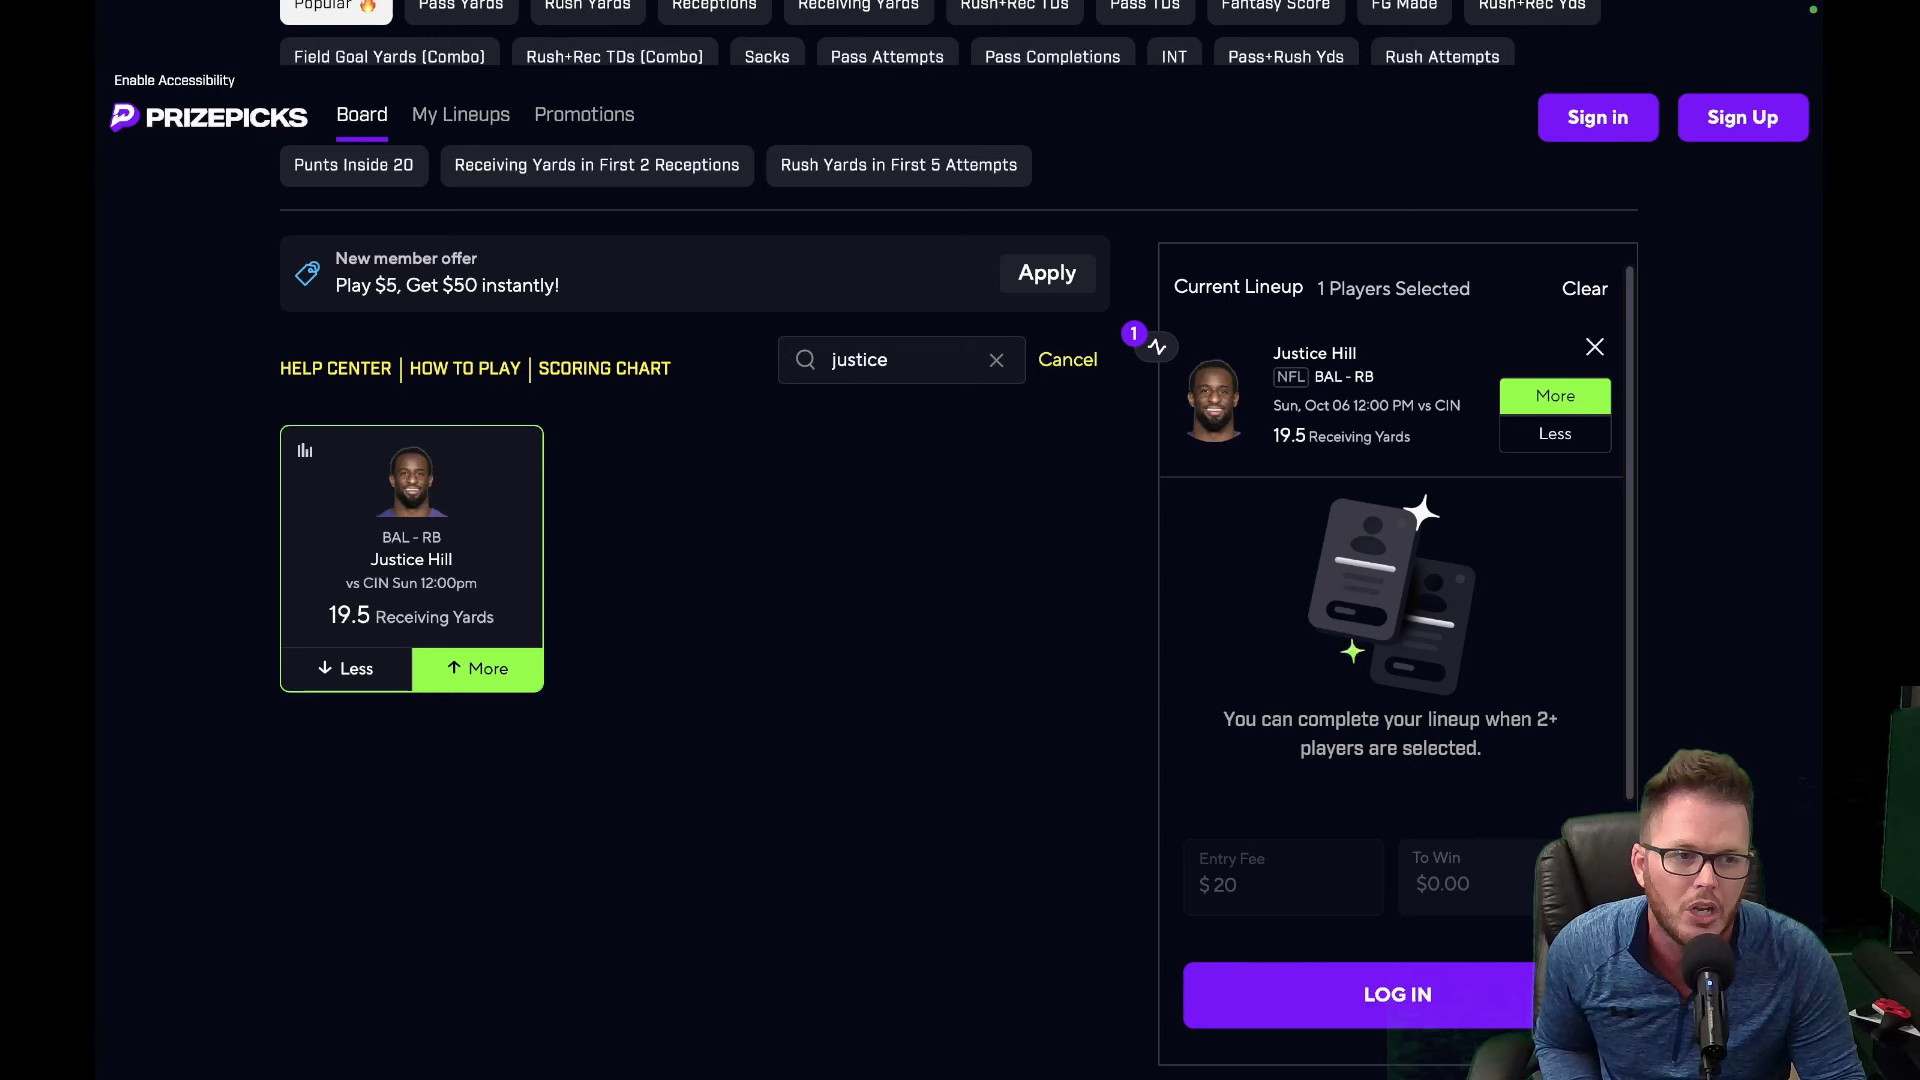 Popular 🔥 Pass Yards Rush Yards Receptions Receiving Yards Rush+Rec TDs Pass TDs Fantasy Score FG Made Rush+Rec Yds
Field Goal Yards (Combo) Rush+Rec TDs (Combo) Sacks Pass Attempts Pass Completions INT Pass+Rush Yds Rush Attempts
Enable Accessibility
PRIZEPICKS Board My Lineups Promotions Sign in Sign Up
Punts Inside 20 Receiving Yards in First 2 Receptions Rush Yards in First 5 Attempts
New member offer
Play $5, Get $50 instantly!
Apply
HELP CENTER | HOW TO PLAY | SCORING CHART
justice
Cancel
BAL - RB
Justice Hill
vs CIN Sun 12:00pm
19.5 Receiving Yards
Less More
Current Lineup 1 Players Selected Clear
1
Justice Hill
NFL BAL - RB
Sun, Oct 06 12:00 PM vs CIN
19.5 Receiving Yards
More
Less
You can complete your lineup when 2+
players are selected.
Entry Fee
$ 20
To Win
$0.00
LOG IN